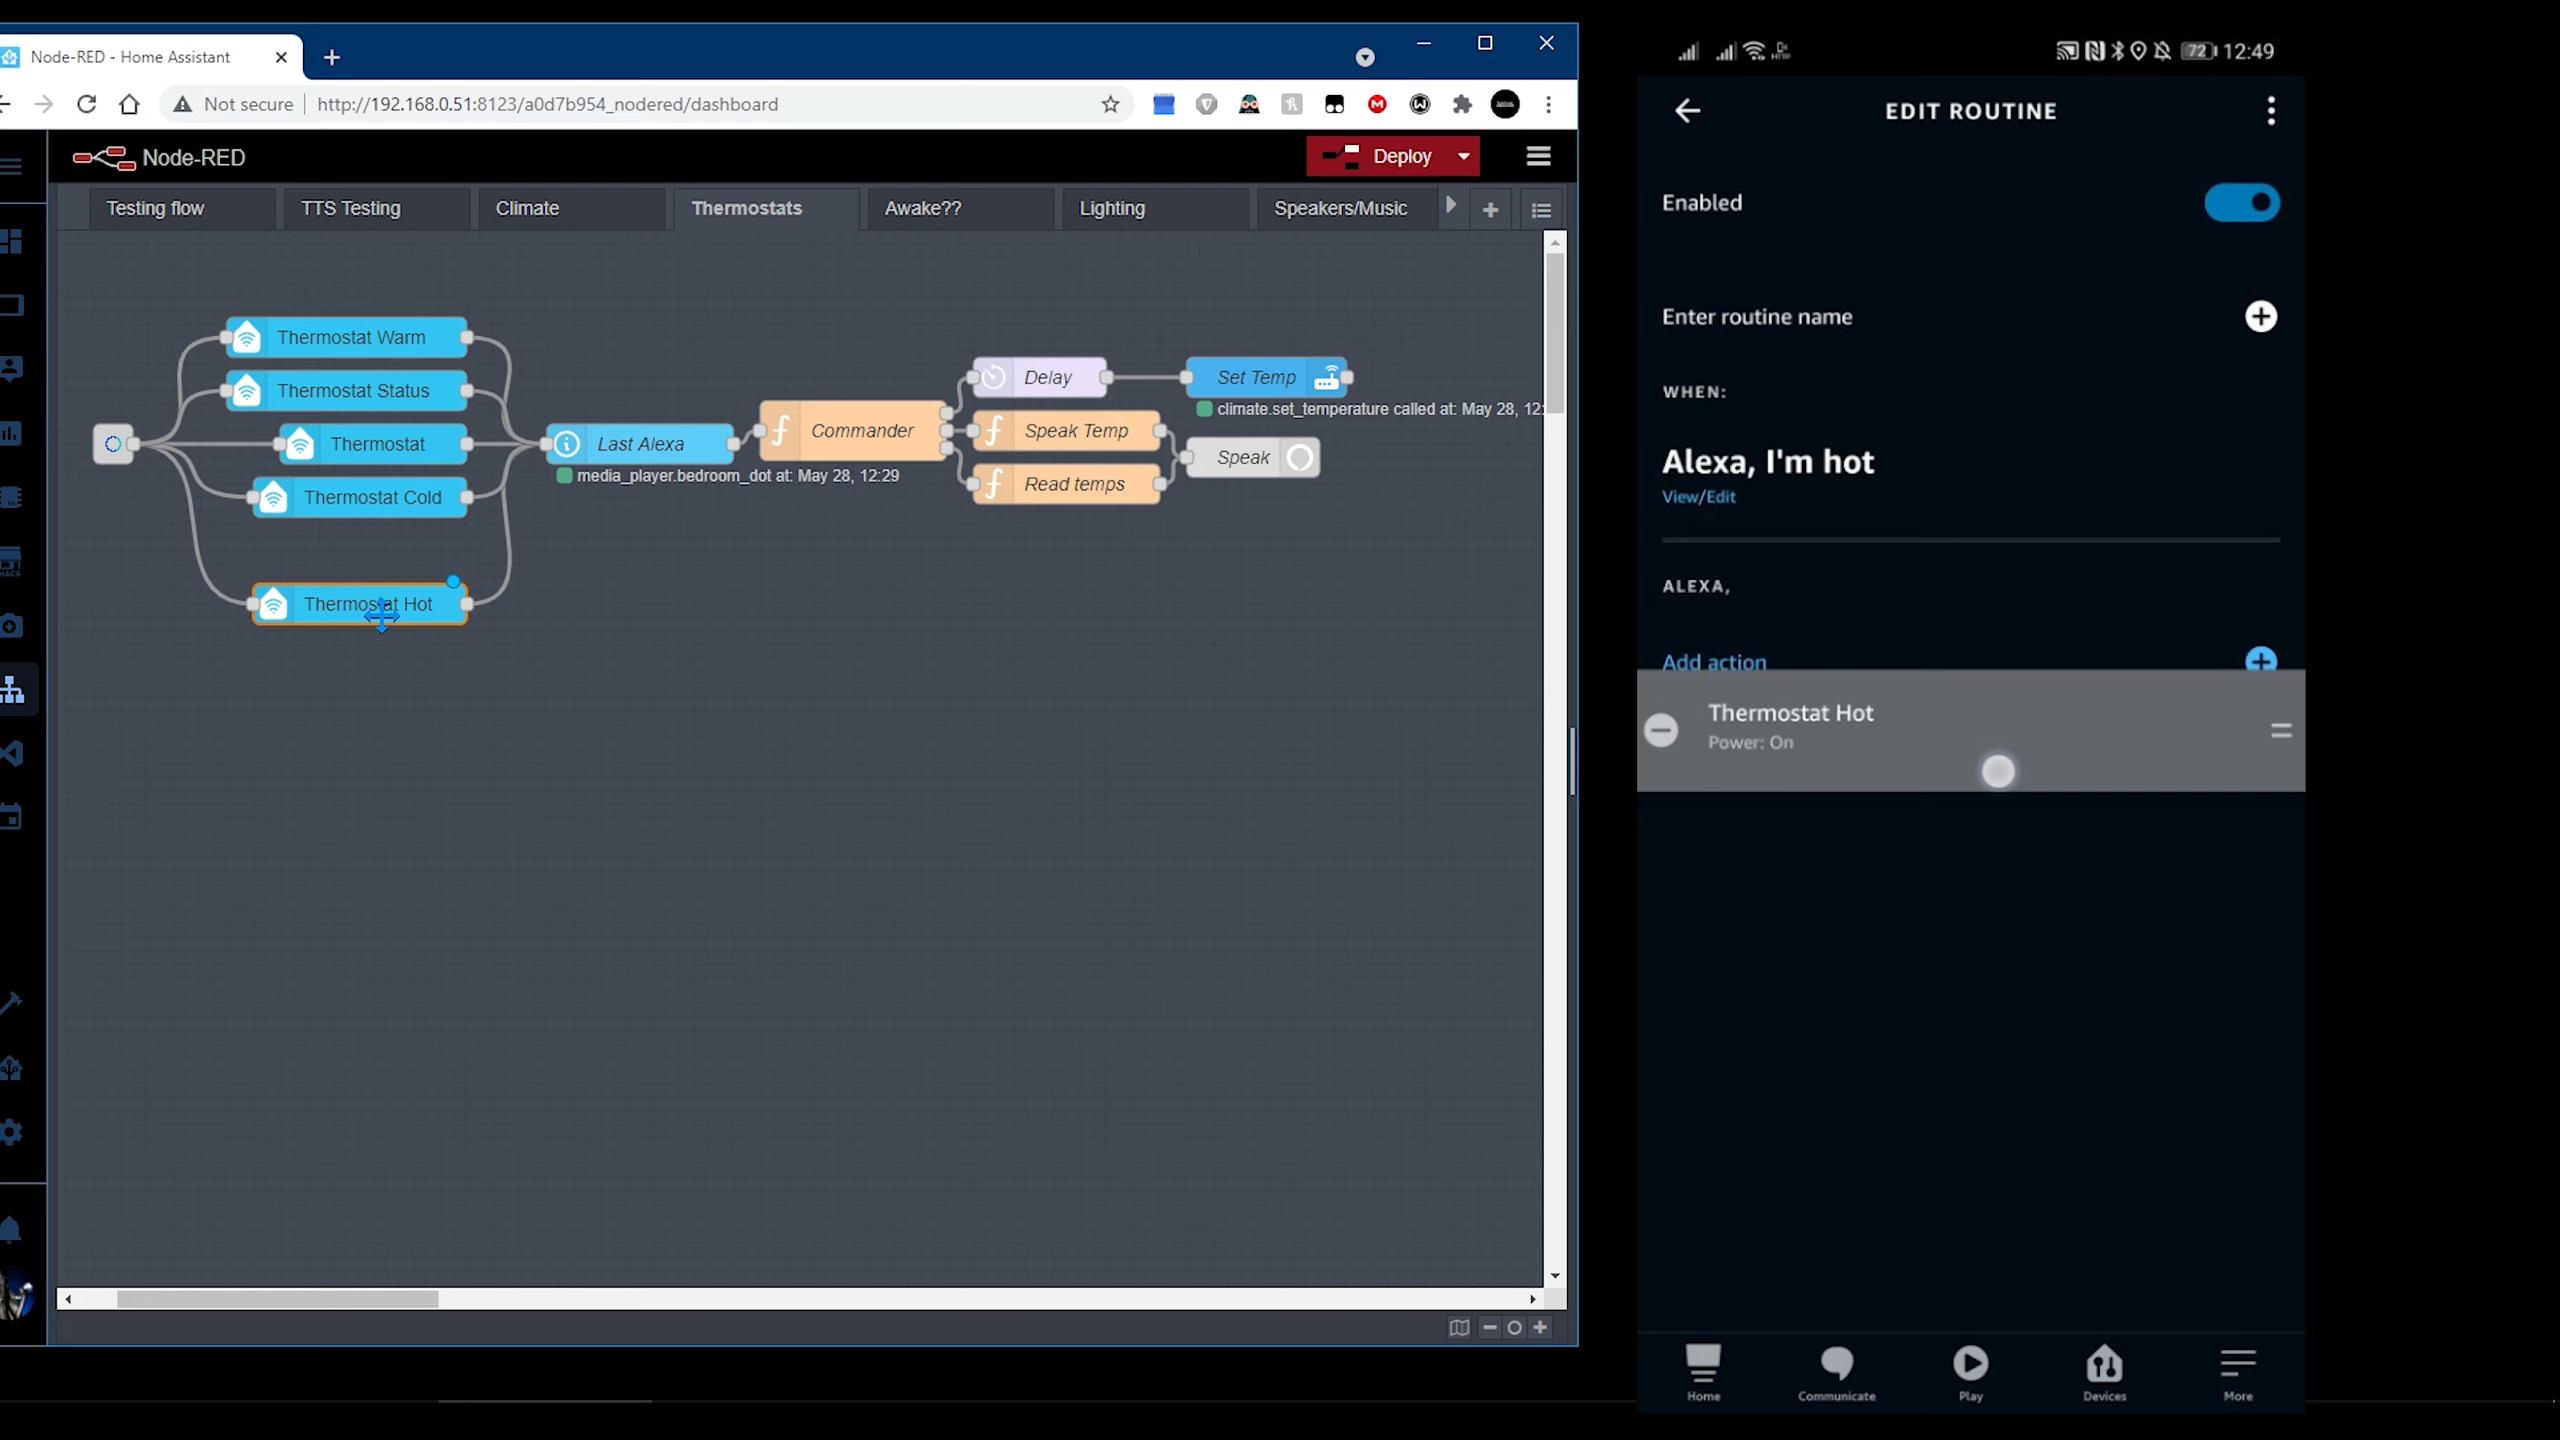 Node-RED - Home Assistant
Not secure
http://192.168.0.51:8123/a0d7b954_nodered/dashboard
Node-RED
Deploy
Testing flow
TTS Testing
Climate
Thermostats
Awake??
Lighting
Speakers/Music
Thermostat Warm
Thermostat Status
Thermostat
Thermostat Cold
Thermostat Hot
Last Alexa
media_player.bedroom_dot at: May 28, 12:29
Commander
Delay
Speak Temp
Read temps
Set Temp
climate.set_temperature called at: May 28, 12:
Speak
HACS
72
12:49
EDIT ROUTINE
Enabled
Enter routine name
WHEN:
Alexa, I'm hot
View/Edit
ALEXA,
Add action
Thermostat Hot
Power: On
Home
Communicate
Play
Devices
More